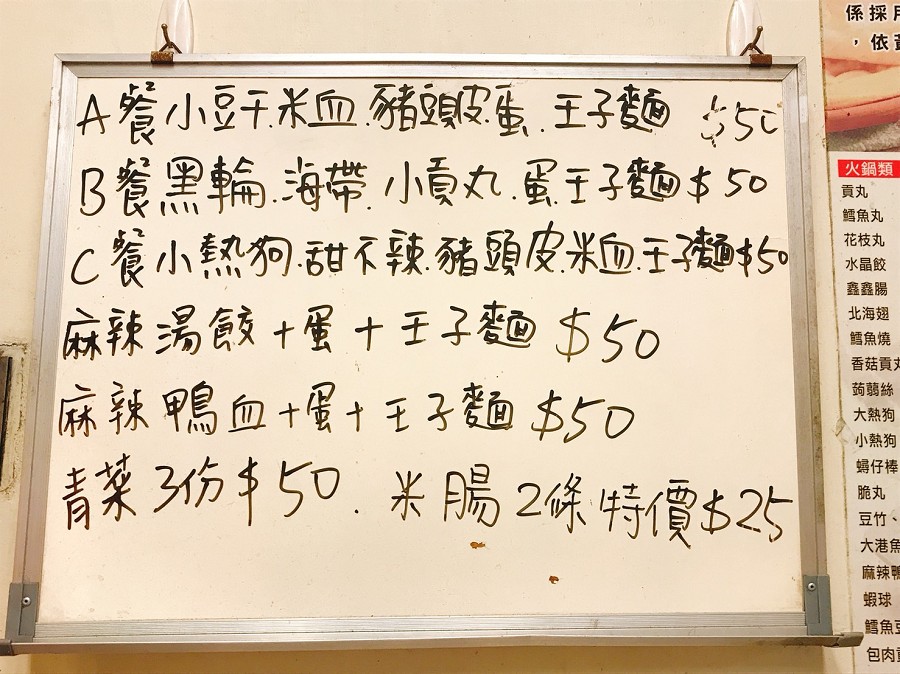 A餐 小豆干.米血.豬頭皮.蛋.王子麵 $50
B餐 黑輪.海帶.小貢丸.蛋.王子麵 $50
C餐 小熱狗.甜不辣.豬頭皮.米血.王子麵 $50
麻辣湯餃+蛋+王子麵 $50
麻辣鴨血+蛋+王子麵 $50
青菜3份$50 . 米腸2條特價$25
係採用
,依
火鍋類
貢丸
鱈魚丸
花枝丸
水晶餃
鑫鑫腸
北海翅
鱈魚燒
香菇貢丸
蒟蒻絲
大熱狗
小熱狗
蟳仔棒
脆丸
豆竹、
大港魚
麻辣鴨
蝦球
鱈魚豆
包肉貢